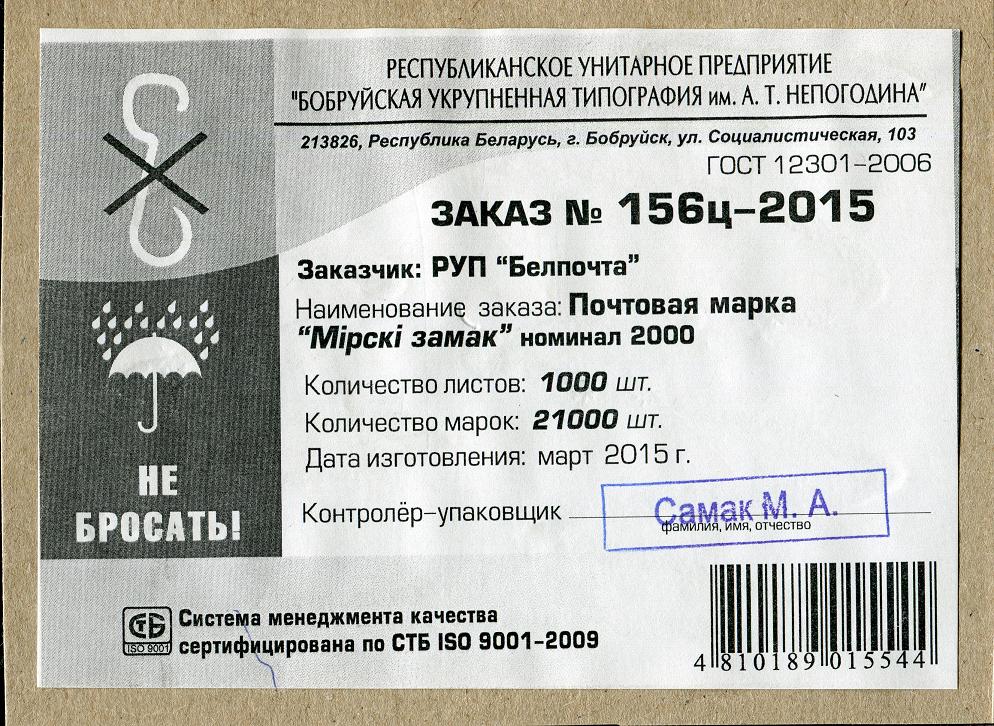 РЕСПУБЛИКАНСКОЕ УНИТАРНОЕ ПРЕДПРИЯТИЕ
"БОБРУЙСКАЯ УКРУПНЕННАЯ ТИПОГРАФИЯ им. А. Т. НЕПОГОДИНА"
213826, Республика Беларусь, г. Бобруйск, ул. Социалистическая, 103
ГОСТ 12301-2006
ЗАКАЗ № 156ц-2015
Заказчик: РУП "Белпочта"
Наименование заказа: Почтовая марка
"Мірскі замак" номинал 2000
Количество листов: 1000 шт.
Количество марок: 21000 шт.
Дата изготовления: март 2015 г.
Контролёр-упаковщик Самак М. А.
фамилия, имя, отчество
НЕ
БРОСАТЬ!
СТБ
ISO 9001
Система менеджмента качества
сертифицирована по СТБ ISO 9001-2009
4 810189 015544